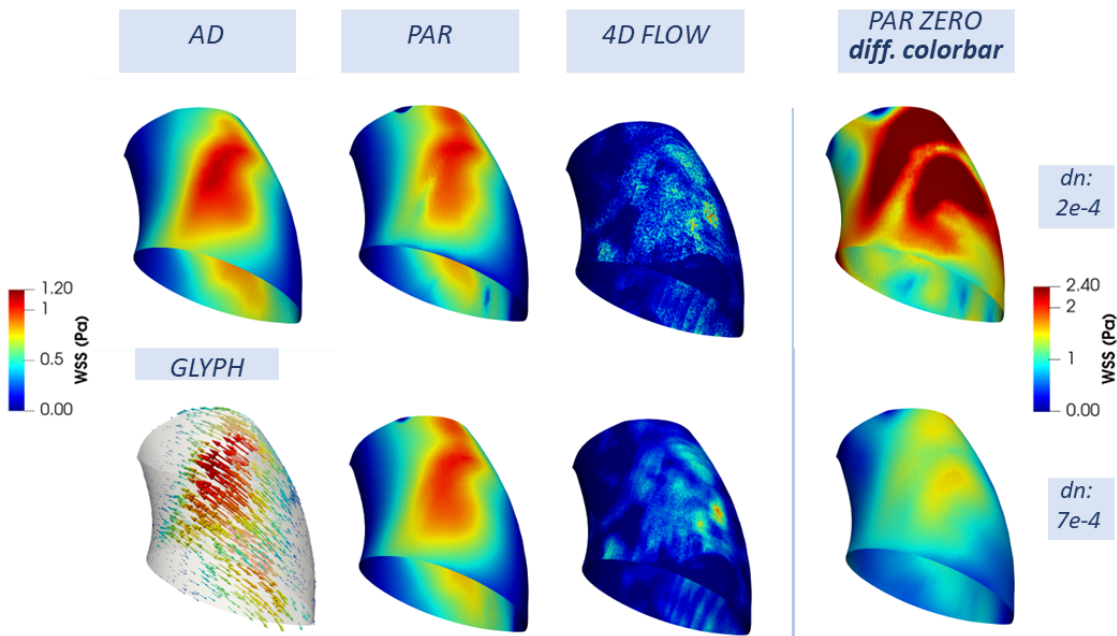 AD
PAR
4D FLOW
PAR ZERO
diff. colorbar
dn:
2e-4
1.20
1
0.5
0.00
WSS (Pa)
2.40
2
1
0.00
WSS (Pa)
GLYPH
dn:
7e-4